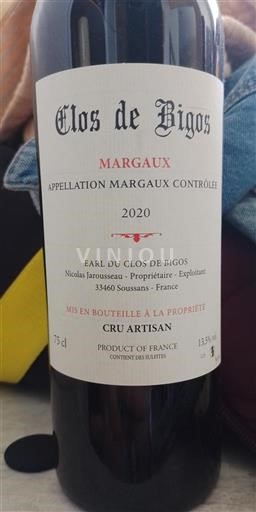 Clos de Bigos
MARGAUX
APPELLATION MARGAUX CONTRÔLÉE
2020
VINIOU
EARL DU CLOS DE BIGOS
Nicolas Jarousseau - Propriétaire - Exploitant
33460 Soussans - France
MIS EN BOUTEILLE À LA PROPRIÉTÉ
75 cl
CRU ARTISAN
13,5%
PRODUCT OF FRANCE
CONTIENT DES SULFITES